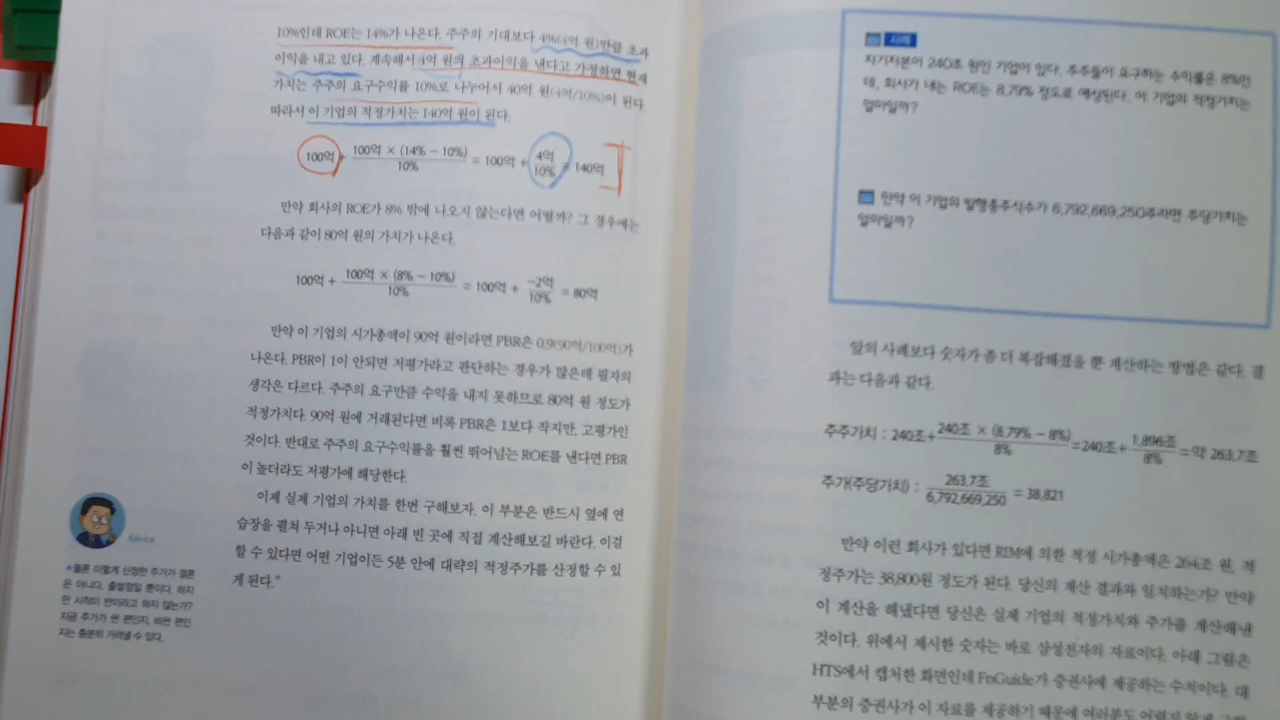 10%인데 ROE는 14%가 나온다. 주주의 기대보다 4%(4억 원)만큼 초과
이익을 내고 있다. 계속해서 4억 원의 초과이익을 낸다고 가정하면 현재
가치는 주주의 요구수익률 10%로 나누어서 40억 원(4억/10%)이 된다.
따라서 이 기업의 적정가치는 140억 원이 된다.
100억 + 100억 × (14% - 10%) / 10% = 100억 + 4억 / 10% = 140억
만약 회사의 ROE가 8% 밖에 나오지 않는다면 어떨까? 그 경우에는
다음과 같이 80억 원의 가치가 나온다.
100억 + 100억 × (8% - 10%) / 10% = 100억 + -2억 / 10% = 80억
만약 이 기업의 시가총액이 90억 원이라면 PBR은 0.9(90억/100억)가
나온다. PBR이 1이 안되면 저평가라고 판단하는 경우가 많은데 필자의
생각은 다르다. 주주의 요구만큼 수익을 내지 못하므로 80억 원 정도가
적정가치다. 90억 원에 거래된다면 비록 PBR은 1보다 작지만, 고평가인
것이다. 반대로 주주의 요구수익률을 훨씬 뛰어넘는 ROE를 낸다면 PBR
이 높더라도 저평가에 해당한다.
이제 실제 기업의 가치를 한번 구해보자. 이 부분은 반드시 옆에 연
습장을 펼쳐 두거나 아니면 아래 빈 곳에 직접 계산해보길 바란다. 이걸
할 수 있다면 어떤 기업이든 5분 안에 대략의 적정주가를 산정할 수 있
게 된다.*
Advice
*물론 이렇게 산정한 주가가 결론
은 아니다. 출발점일 뿐이다. 하지
만 시작이 반이라고 하지 않는가?
지금 주가가 싼 편인지, 비싼 편인
지는 충분히 가려낼 수 있다.
사례
자기자본이 240조 원인 기업이 있다. 주주들이 요구하는 수익률은 8%인
데, 회사가 내는 ROE는 8.79% 정도로 예상된다. 이 기업의 적정가치는
얼마일까?
만약 이 기업의 발행총주식수가 6,792,669,250주라면 주당가치는
얼마일까?
앞의 사례보다 숫자가 좀 더 복잡해졌을 뿐 계산하는 방법은 같다. 결
과는 다음과 같다.
주주가치 : 240조 + 240조 × (8.79% - 8%) / 8% = 240조 + 1.896조 / 8% = 약 263.7조
주가(주당가치) : 263.7조 / 6,792,669,250 = 38,821
만약 이런 회사가 있다면 RIM에 의한 적정 시가총액은 264조 원, 적
정주가는 38,800원 정도가 된다. 당신의 계산 결과와 일치하는가? 만약
이 계산을 해냈다면 당신은 실제 기업의 적정가치와 주가를 계산해낸
것이다. 위에서 제시한 숫자는 바로 삼성전자의 자료이다. 아래 그림은
HTS에서 캡처한 화면인데 FnGuide가 증권사에 제공하는 수치이다. 대
부분의 증권사가 이 자료를 제공하기 때문에 여러분도